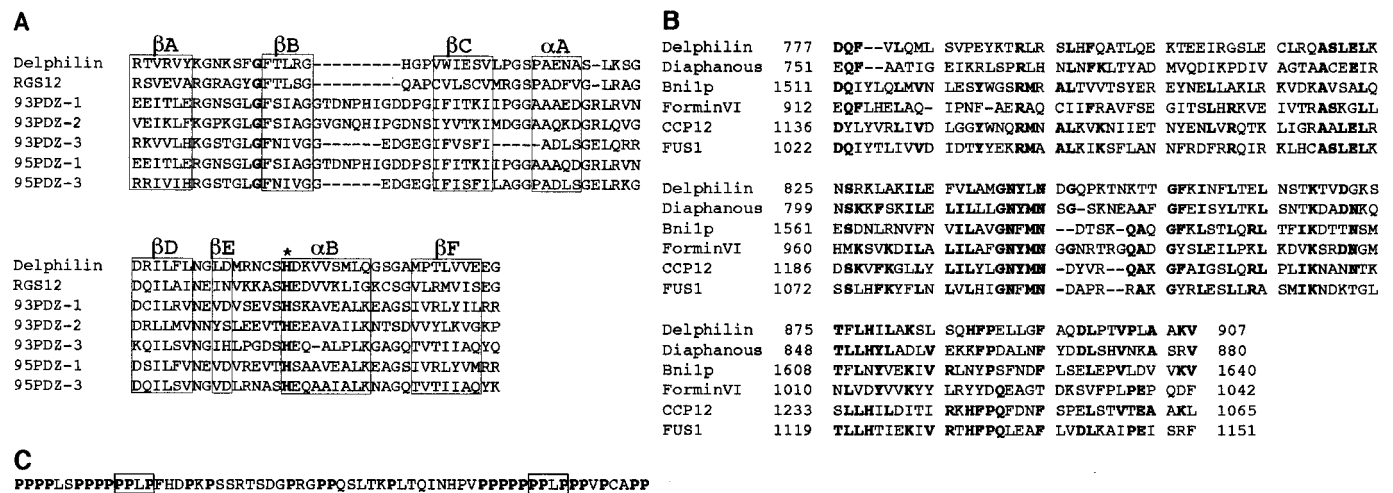 A
βA βB βC αA
Delphilin RTVRVYKGNKSFGFTLRG---------HGPVWIESVLPGSPAENAS-LKSG
RGS12 RSVEVARGRAGYGFTLSG---------QAPCVLSCVMRGSPADFVG-LRAG
93PDZ-1 EEITLERGNSGLGFSIAGGTDNPHIGDDPGIFITKIIPGGAAAEDGRLRVN
93PDZ-2 VEIKLFKGPKGLGFSIAGGVGNQHIPGDNSIYVTKIMDGGAAQKDGRLQVG
93PDZ-3 RKVVLHKGSTGLGFNIVGG--------EDGEGIFVSFI-----ADLSGELQRR
95PDZ-1 EEITLERGNSGLGFSIAGGTDNPHIGDDPSIFITKIIPGGAAAQDGRLRVN
95PDZ-3 RRIVIHRGSTGLGFNIVGG--------EDGEGIFISFILAGGPADLSGELRKG
βD βE * αB βF
Delphilin DRILFLNGLDMRNCSHDKVVSMLQGSGAMPTLVVEEG
RGS12 DQILAINEINVKKASHEDVVKLIGKCSGVLRMVISEG
93PDZ-1 DCILRVNEVDVSEVSHSKAVEALKEAGSIVRLYILRR
93PDZ-2 DRLLMVNNYSLEEVTHEEAVAILKNTSDVVYLKVGKP
93PDZ-3 KQILSVNGIHLPGDSHEQ-ALPLKGAGQTVTIIAQYQ
95PDZ-1 DSILFVNEVDVREVTHSAAVEALKEAGSIVRLYVMRR
95PDZ-3 DQILSVNGVDLRNASHEQAAIALKNAGQTVTIIAQYK
C
PPPPLSPPPPPPPLPFHDPKPSSRTSDGPRGPPQSLTKPLTQINHPVPPPPPPPLPPPVPCAPP
B
Delphilin 777 DQF--VLQML SVPEYKTRLR SLHFQATLQE KTEEIRGSLE CLRQASLELK
Diaphanous 751 EQF--AATIG EIKRLSPRLH NLNFKLTYAD MVQDIKPDIV AGTAACEEIR
Bni1p 1511 DQIYLQLMVN LESYWGSRMR ALTVVTSYER EYNELLAKLR KVDKAVSALQ
ForminVI 912 EQFLHELAQ- IPNF-AERAQ CIIFRAVFSE GITSLHRKVE IVTRASKGLL
CCP12 1136 DYLYVRLIVD LGGYWNQRMN ALKVKNIIET NYENLVRQTK LIGRAALELR
FUS1 1022 DQIYTLIVVD IDTYYEKRMA ALKIKSFLAN NFRDFRRQIR KLHCASLELK
Delphilin 825 NSRKLAKILE FVLAMGNYLN DGQPKTNKTT GFKINFLTEL NSTKTVDGKS
Diaphanous 799 NSKKFSKILE LILLLGNYMN SG-SKNEAAF GFEISYLTKL SNTKDADNKQ
Bni1p 1561 ESDNLRNVFN VILAVGNFMN --DTSK-QAQ GFKLSTLQRL TFIKDTTNSM
ForminVI 960 HMKSVKDILA LILAFGNYMN GGNRTRGQAD GYSLEILPKL KDVKSRDNGM
CCP12 1186 DSKVFKGLLY LILYLGNYMN --DYVR--QAK GFAIGSLQRL PLIKNANNTK
FUS1 1072 SSLHFKYFLN LVLHIGNFMN --DAPR--RAK GYRLESLLRA SMIKNDKTGL
Delphilin 875 TFLHILAKSL SQHFPELLGF AQDLPTVPLA AKV 907
Diaphanous 848 TLLHYLADLV EKKFPDALNF YDDLSHVNKA SRV 880
Bni1p 1608 TFLNYVEKIV RLNYPSFNDF LSELEPVLDV VKV 1640
ForminVI 1010 NLVDYVVKYY LRYYDQEAGT DKSVFPLPEP QDF 1042
CCP12 1233 SLLHILDITI RKHFPQFDNF SPELSTVTEA AKL 1065
FUS1 1119 TLLHTIEKIV RTHFPQLEAF LVDLKAIPEI SRF 1151